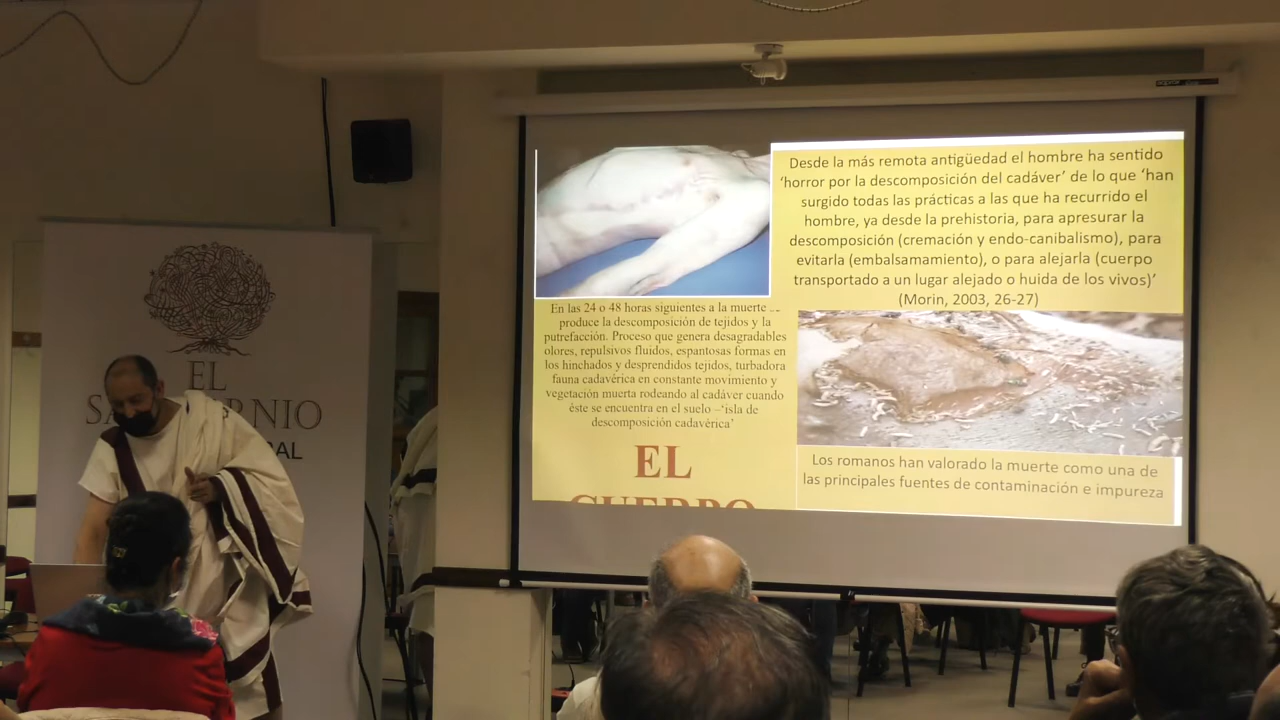 EL
SA RNIO
AL
En las 24 o 48 horas siguientes a la muerte
produce la descomposición de tejidos y la
putrefacción. Proceso que genera desagradables
olores, repulsivos fluidos, espantosas formas en
los hinchados y desprendidos tejidos, turbadora
fauna cadavérica en constante movimiento y
vegetación muerta rodeando al cadáver cuando
éste se encuentra en el suelo –‘isla de
descomposición cadavérica’
EL
CUERPO
Desde la más remota antigüedad el hombre ha sentido
‘horror por la descomposición del cadáver’ de lo que ‘han
surgido todas las prácticas a las que ha recurrido el
hombre, ya desde la prehistoria, para apresurar la
descomposición (cremación y endo-canibalismo), para
evitarla (embalsamamiento), o para alejarla (cuerpo
transportado a un lugar alejado o huida de los vivos)’
(Morin, 2003, 26-27)
Los romanos han valorado la muerte como una de
las principales fuentes de contaminación e impureza